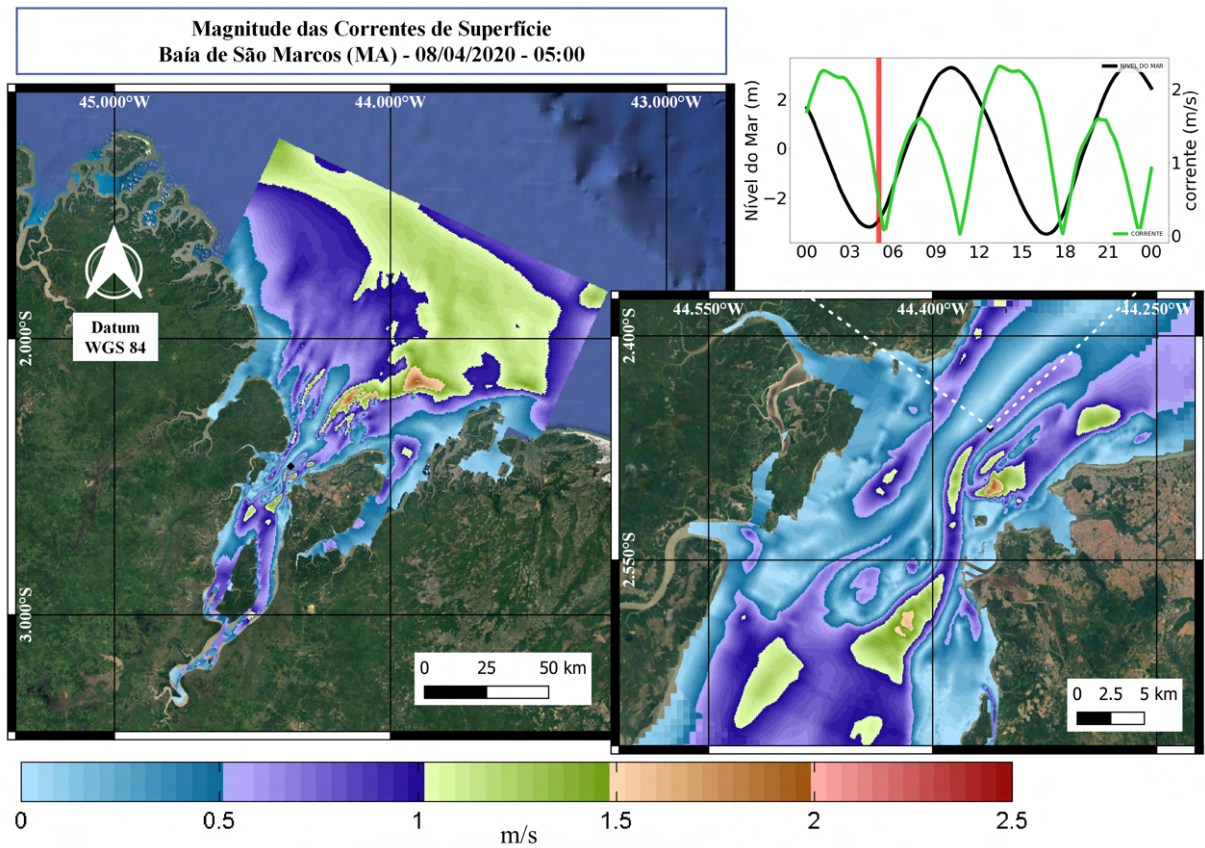 Magnitude das Correntes de Superfície
Baía de São Marcos (MA) - 08/04/2020 - 05:00
45.000°W 44.000°W 43.000°W
2.000°S
3.000°S
Datum
WGS 84
0 25 50 km
Nível do Mar (m)
2
0
−2
NÍVEL DO MAR
CORRENTE
2
1
0
corrente (m/s)
00 03 06 09 12 15 18 21 00
44.550°W 44.400°W 44.250°W
2.400°S
2.550°S
0 2.5 5 km
0 0.5 1 1.5 2 2.5
m/s